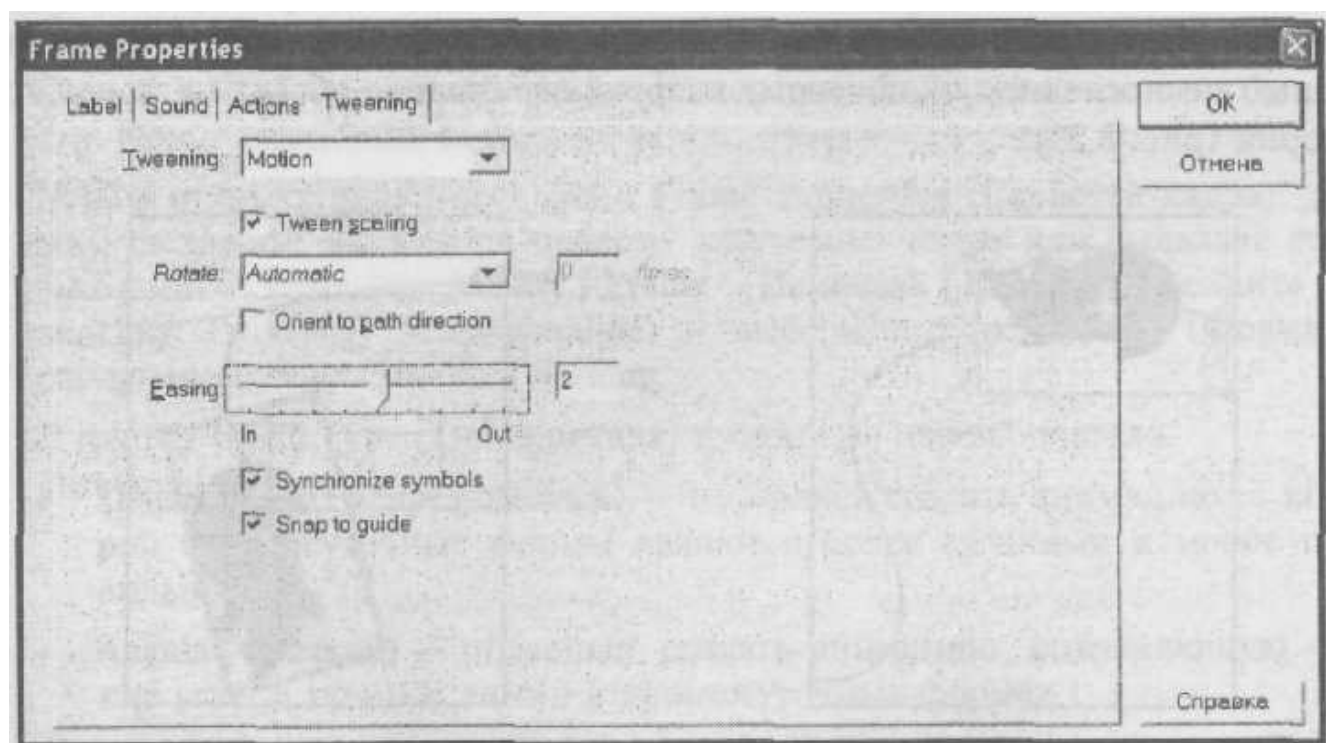 Frame Properties
Label Sound Actions Tweening
OK
Tweening: Motion
Отмена
Tween scaling
Rotate: Automatic 0 times
Orient to path direction
Easing: 2
In Out
Synchronize symbols
Snap to guide
Справка